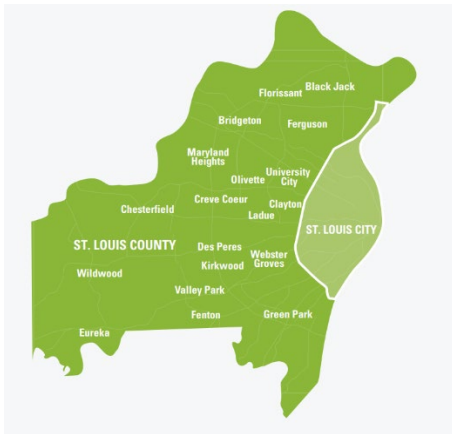 Black Jack
Florissant
Bridgeton
Ferguson
Maryland
Heights
Olivette
University
City
Creve Coeur
Clayton
Chesterfield
Ladue
ST. LOUIS CITY
ST. LOUIS COUNTY
Des Peres
Webster
Groves
Kirkwood
Wildwood
Valley Park
Fenton
Green Park
Eureka